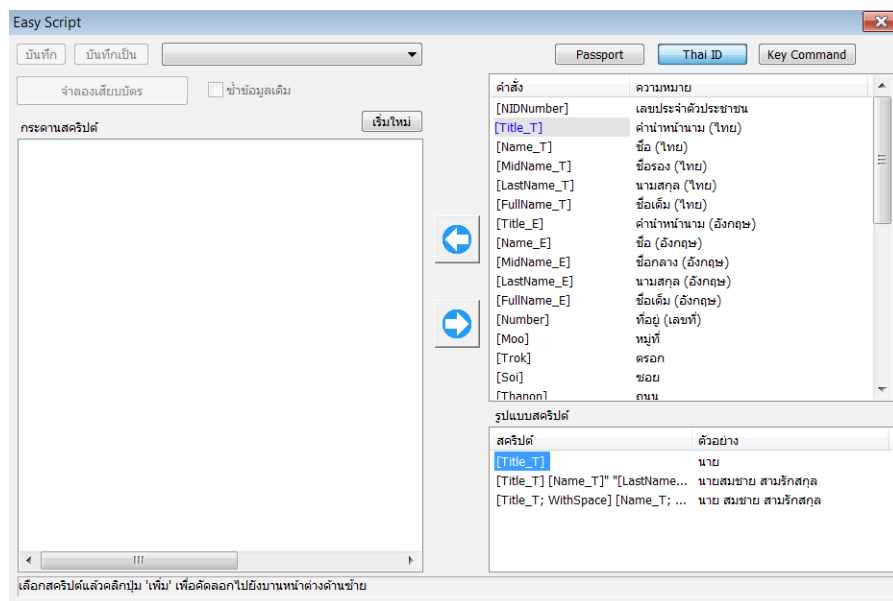 Easy Script
บันทึก บันทึกเป็น Passport Thai ID Key Command
จำลองเสียบบัตร ซ้ำข้อมูลเดิม
กระดานสคริปต์ เริ่มใหม่
คำสั่ง ความหมาย
[NIDNumber] เลขประจำตัวประชาชน
[Title_T] คำนำหน้านาม (ไทย)
[Name_T] ชื่อ (ไทย)
[MidName_T] ชื่อรอง (ไทย)
[LastName_T] นามสกุล (ไทย)
[FullName_T] ชื่อเต็ม (ไทย)
[Title_E] คำนำหน้านาม (อังกฤษ)
[Name_E] ชื่อ (อังกฤษ)
[MidName_E] ชื่อกลาง (อังกฤษ)
[LastName_E] นามสกุล (อังกฤษ)
[FullName_E] ชื่อเต็ม (อังกฤษ)
[Number] ที่อยู่ (เลขที่)
[Moo] หมู่ที่
[Trok] ตรอก
[Soi] ซอย
[Thanon] ถนน
รูปแบบสคริปต์
สคริปต์ ตัวอย่าง
[Title_T] นาย
[Title_T] [Name_T]" "[LastName... นายสมชาย สามรักสกุล
[Title_T; WithSpace] [Name_T; ... นาย สมชาย สามรักสกุล
เลือกสคริปต์แล้วคลิกปุ่ม 'เพิ่ม' เพื่อคัดลอกไปยังบานหน้าต่างด้านซ้าย